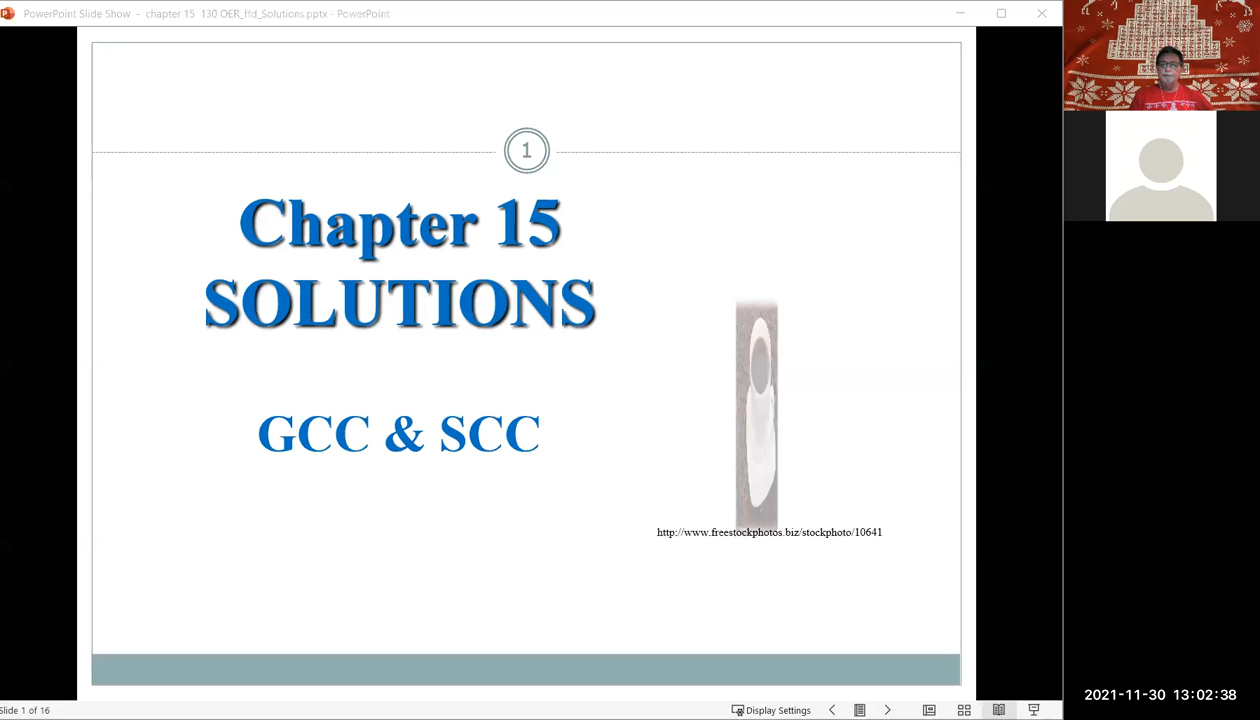 PowerPoint Slide Show - chapter 15 130 OER_ffd_Solutions.pptx - PowerPoint
1
Chapter 15
SOLUTIONS
GCC & SCC
http://www.freestockphotos.biz/stockphoto/10641
2021-11-30 13:02:38
Slide 1 of 16
Display Settings